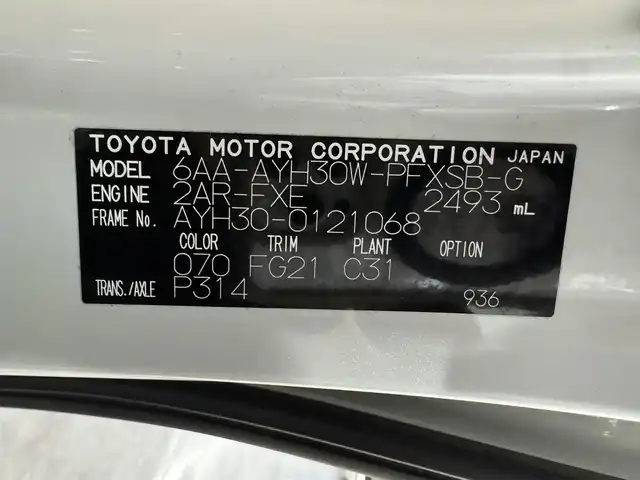 TOYOTA MOTOR CORPORATION JAPAN
MODEL 6AA-AYH30W-PFXSB-G
ENGINE 2AR-FXE 2493 mL
FRAME No. AYH30-0121068
COLOR TRIM PLANT OPTION
070 FG21 C31
TRANS./AXLE P314 936